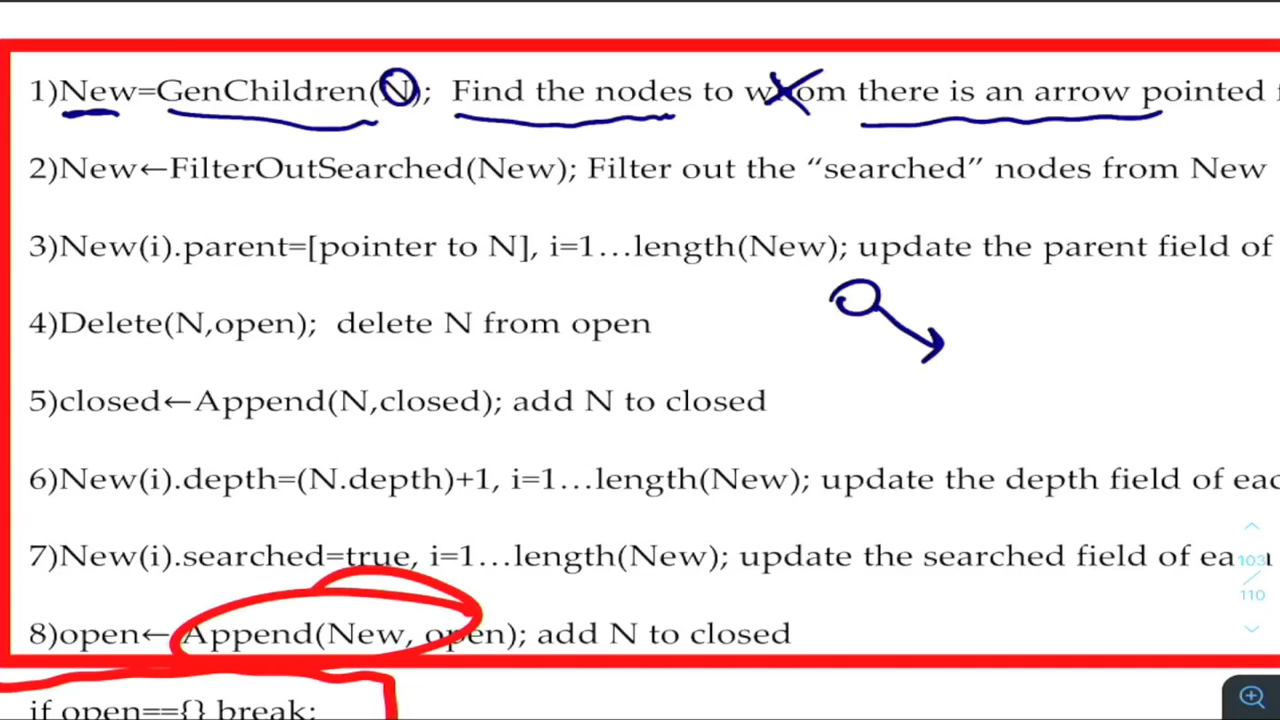 1)New=GenChildren(N); Find the nodes to whom there is an arrow pointed
2)New←FilterOutSearched(New); Filter out the “searched” nodes from New
3)New(i).parent=[pointer to N], i=1…length(New); update the parent field of
4)Delete(N,open); delete N from open
5)closed←Append(N,closed); add N to closed
6)New(i).depth=(N.depth)+1, i=1…length(New); update the depth field of
7)New(i).searched=true, i=1…length(New); update the searched field of
103
110
8)open← Append(New, open); add N to closed
if open=={} break;